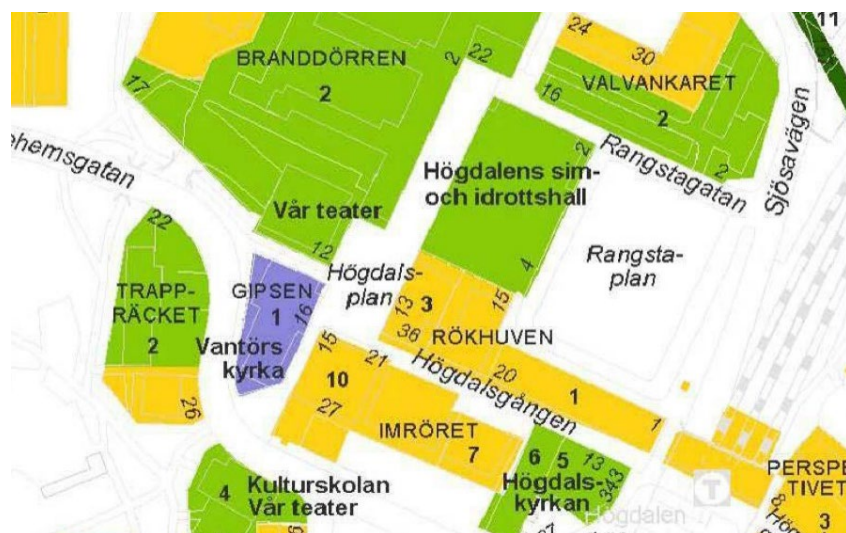 11
24
30
2
22
BRANDDÖRREN
2
17
16
VALVANKARET
2
2
Rangstagatan
Sjösavägen
ehemsgatan
2
Högdalens sim-
och idrottshall
4
22
Vår teater
12
Högdals-
plan
Rangsta-
plan
TRAPP-
RÄCKET
2
26
GIPSEN
1
16
Vantörs
kyrka
13
3
15
36
RÖKHUVEN
15
21
Högdalsgången
20
1
1
10
27
IMRÖRET
7
6
5
13
343
Högdals-
kyrkan
PERSPE
TIVET
8
3
4
Kulturskolan
Vår teater
T
Högdalen